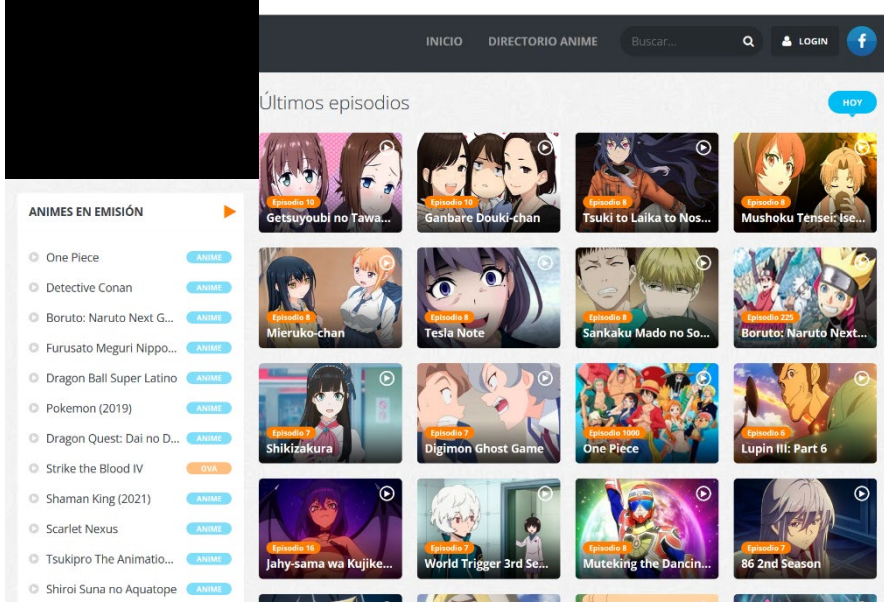 INICIO
DIRECTORIO ANIME
Buscar...
LOGIN
f
Últimos episodios
HOY
Episodio 10
Getsuyoubi no Tawa...
Episodio 10
Ganbare Douki-chan
Episodio 8
Tsuki to Laika to Nos...
Episodio 8
Mushoku Tensei: Ise...
Episodio 8
Mieruko-chan
Episodio 8
Tesla Note
Episodio 8
Sankaku Mado no So...
Episodio 225
Boruto: Naruto Next...
Episodio 7
Shikizakura
Episodio 7
Digimon Ghost Game
Episodio 1000
One Piece
Episodio 6
Lupin III: Part 6
Episodio 16
Jahy-sama wa Kujike...
Episodio 7
World Trigger 3rd Se...
Episodio 8
Muteking the Dancin...
Episodio 7
86 2nd Season
ANIMES EN EMISIÓN
One Piece ANIME
Detective Conan ANIME
Boruto: Naruto Next G... ANIME
Furusato Meguri Nippo... ANIME
Dragon Ball Super Latino ANIME
Pokemon (2019) ANIME
Dragon Quest: Dai no D... ANIME
Strike the Blood IV OVA
Shaman King (2021) ANIME
Scarlet Nexus ANIME
Tsukipro The Animatio... ANIME
Shiroi Suna no Aquatope ANIME